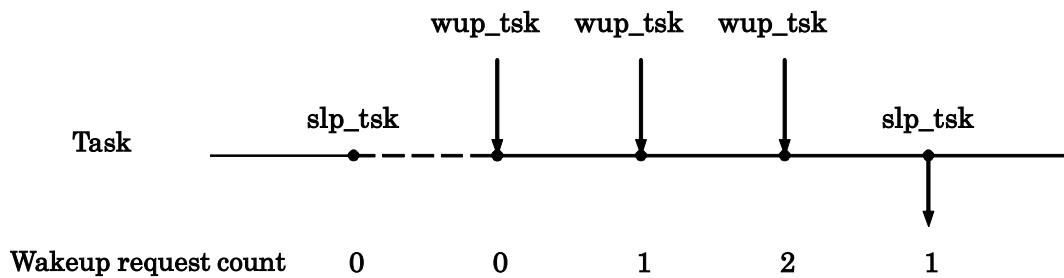 wup_tsk wup_tsk wup_tsk
slp_tsk slp_tsk
Task
Wakeup request count 0 0 1 2 1